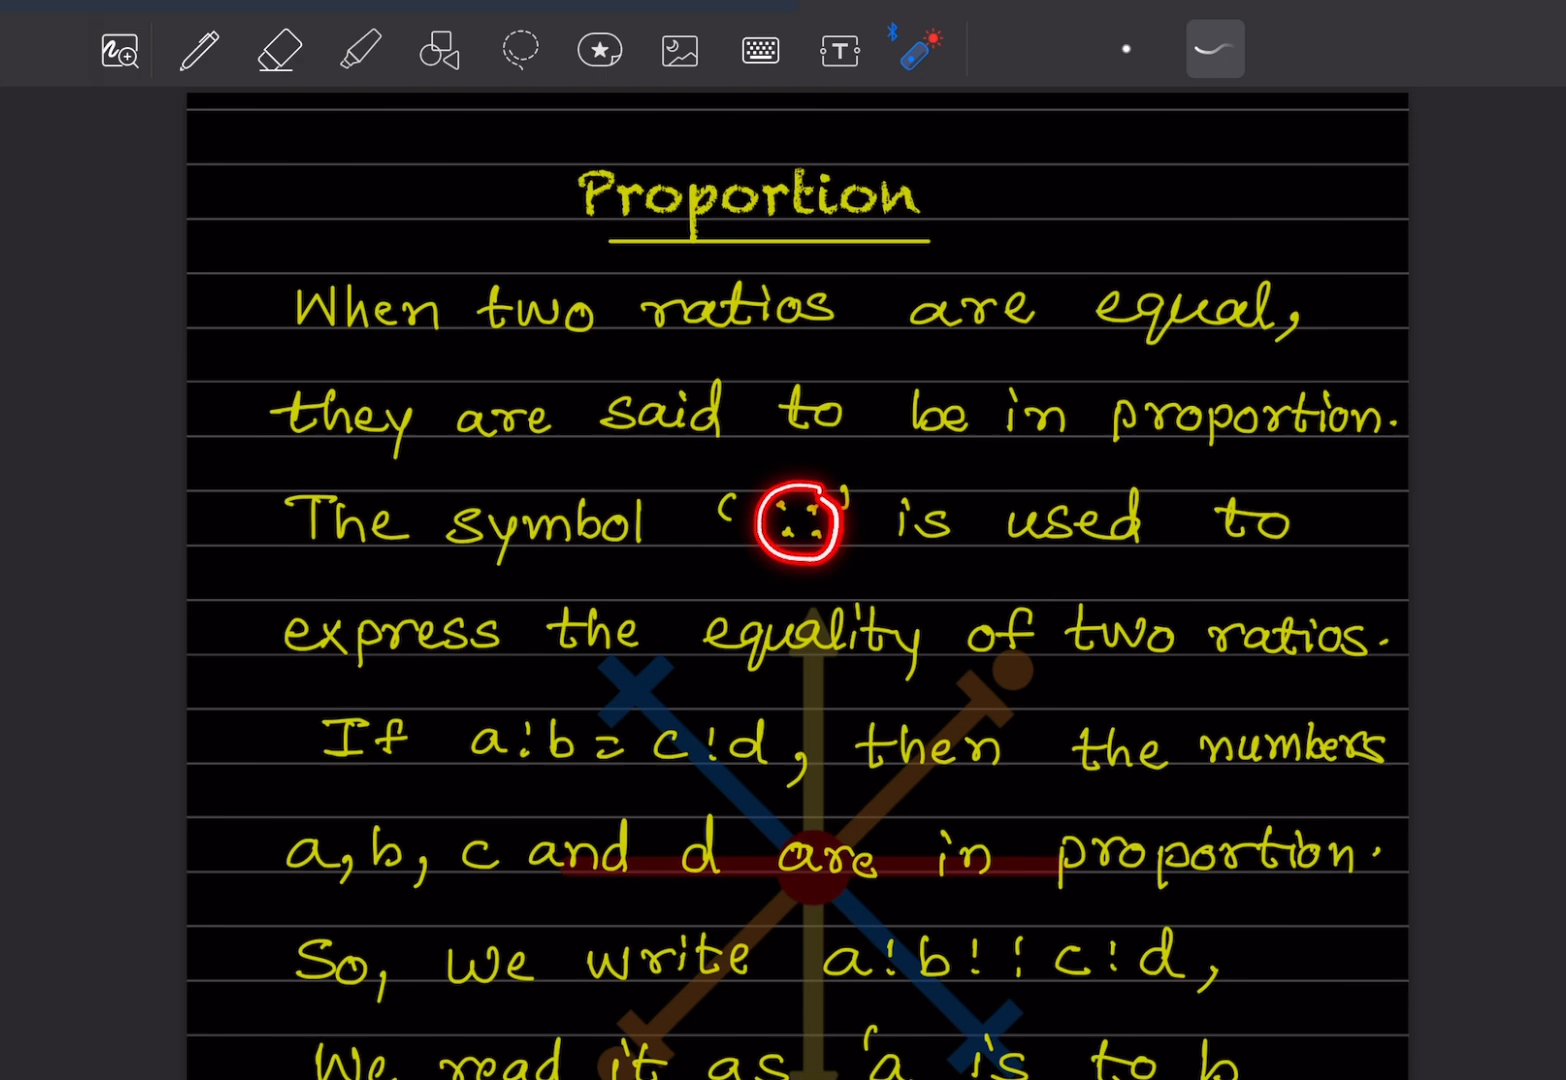 Proportion
When two ratios are equal,
they are said to be in proportion.
The symbol '::' is used to
express the equality of two ratios.
If a:b = c:d, then the numbers
a, b, c and d are in proportion.
So, we write a:b::c:d,
We read it as 'a is to b